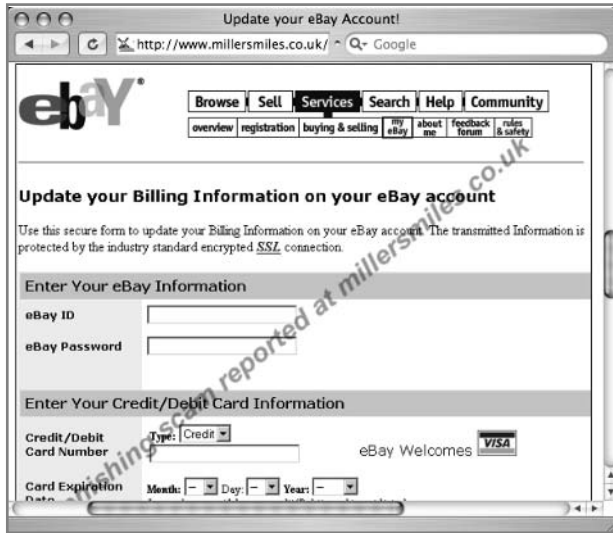 Update your eBay Account!
http://www.millersmiles.co.uk/
Google
ebaY®
Browse Sell Services Search Help Community
overview registration buying & selling my eBay about me feedback forum rules & safety
Update your Billing Information on your eBay account
Use this secure form to update your Billing Information on your eBay account. The transmitted Information is
protected by the industry standard encrypted SSL connection.
Enter Your eBay Information
eBay ID
eBay Password
Enter Your Credit/Debit Card Information
Credit/Debit
Card Number
Type: Credit
eBay Welcomes VISA
Card Expiration
Date
Month: – Day: – Year: –
phishing scam reported at millersmiles.co.uk